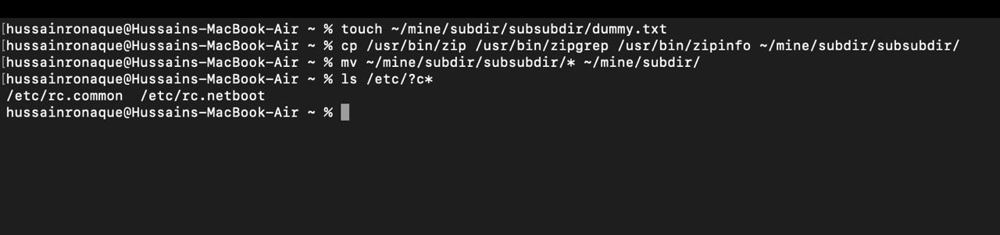 [hussainronaque@Hussains-MacBook-Air ~ % touch ~/mine/subdir/subsubdir/dummy.txt
[hussainronaque@Hussains-MacBook-Air ~ % cp /usr/bin/zip /usr/bin/zipgrep /usr/bin/zipinfo ~/mine/subdir/subsubdir/
[hussainronaque@Hussains-MacBook-Air ~ % mv ~/mine/subdir/subsubdir/* ~/mine/subdir/
[hussainronaque@Hussains-MacBook-Air ~ % ls /etc/?c*
/etc/rc.common  /etc/rc.netboot
hussainronaque@Hussains-MacBook-Air ~ %